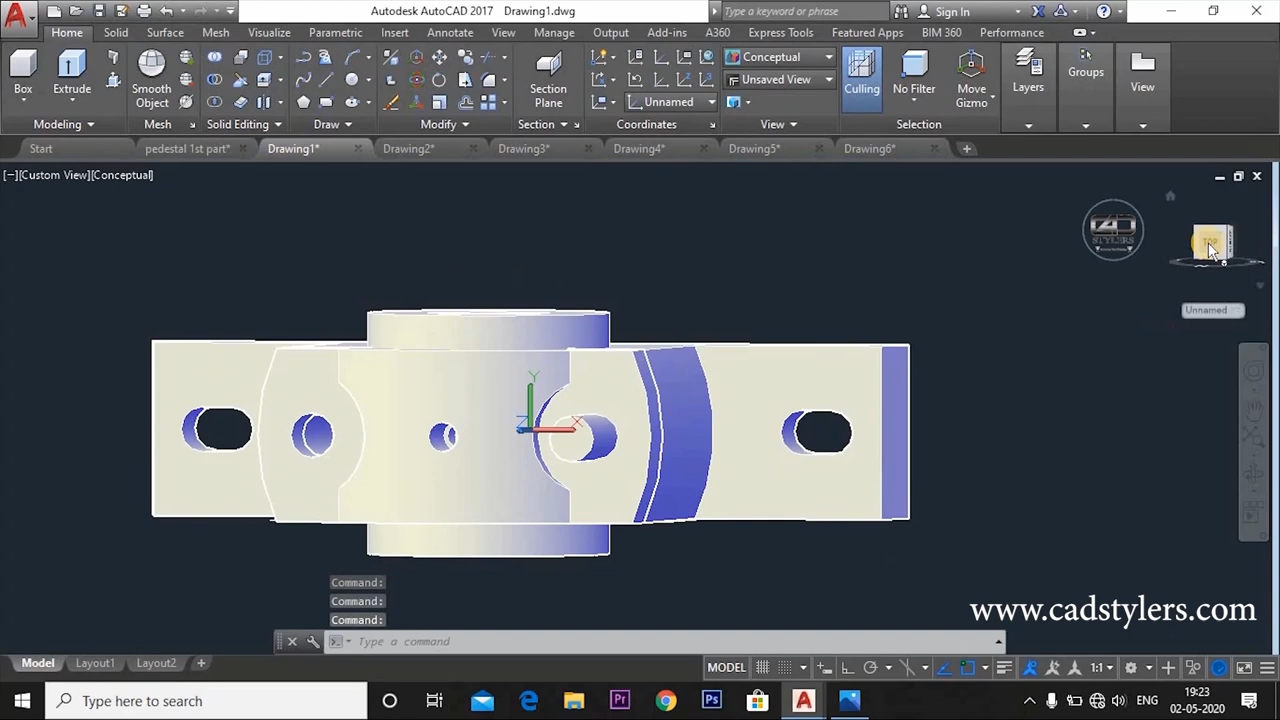 Autodesk AutoCAD 2017 Drawing1.dwg
Type a keyword or phrase
Sign In
Home Solid Surface Mesh Visualize Parametric Insert Annotate View Manage Output Add-ins A360 Express Tools Featured Apps BIM 360 Performance
Conceptual
Unsaved View
Unnamed
Box
Extrude
Smooth
Object
Section
Plane
Culling
No Filter
Move
Gizmo
Layers
Groups
View
Modeling
Mesh
Solid Editing
Draw
Modify
Section
Coordinates
View
Selection
Start
pedestal 1st part*
Drawing1*
Drawing2*
Drawing3*
Drawing4*
Drawing5*
Drawing6*
[−][Custom View][Conceptual]
STYLERS
TOP
Unnamed
Y
X
Z
Command:
Command:
Command:
Type a command
www.cadstylers.com
Model Layout1 Layout2
MODEL
1:1
Type here to search
Pr
Ps
ENG
19:23
02-05-2020